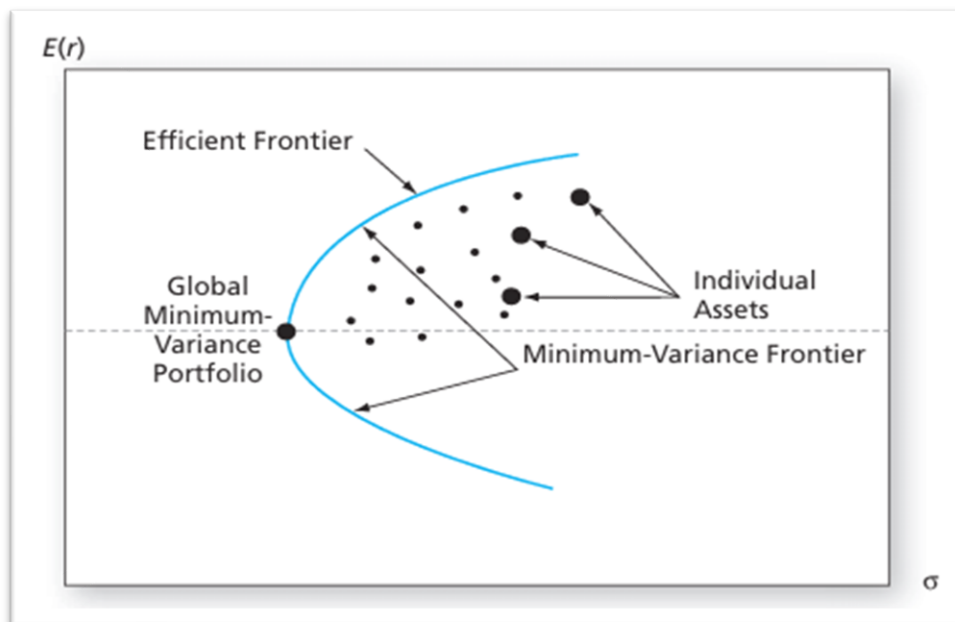 E(r)
Efficient Frontier
Global
Minimum-
Variance
Portfolio
Individual
Assets
Minimum-Variance Frontier
σ